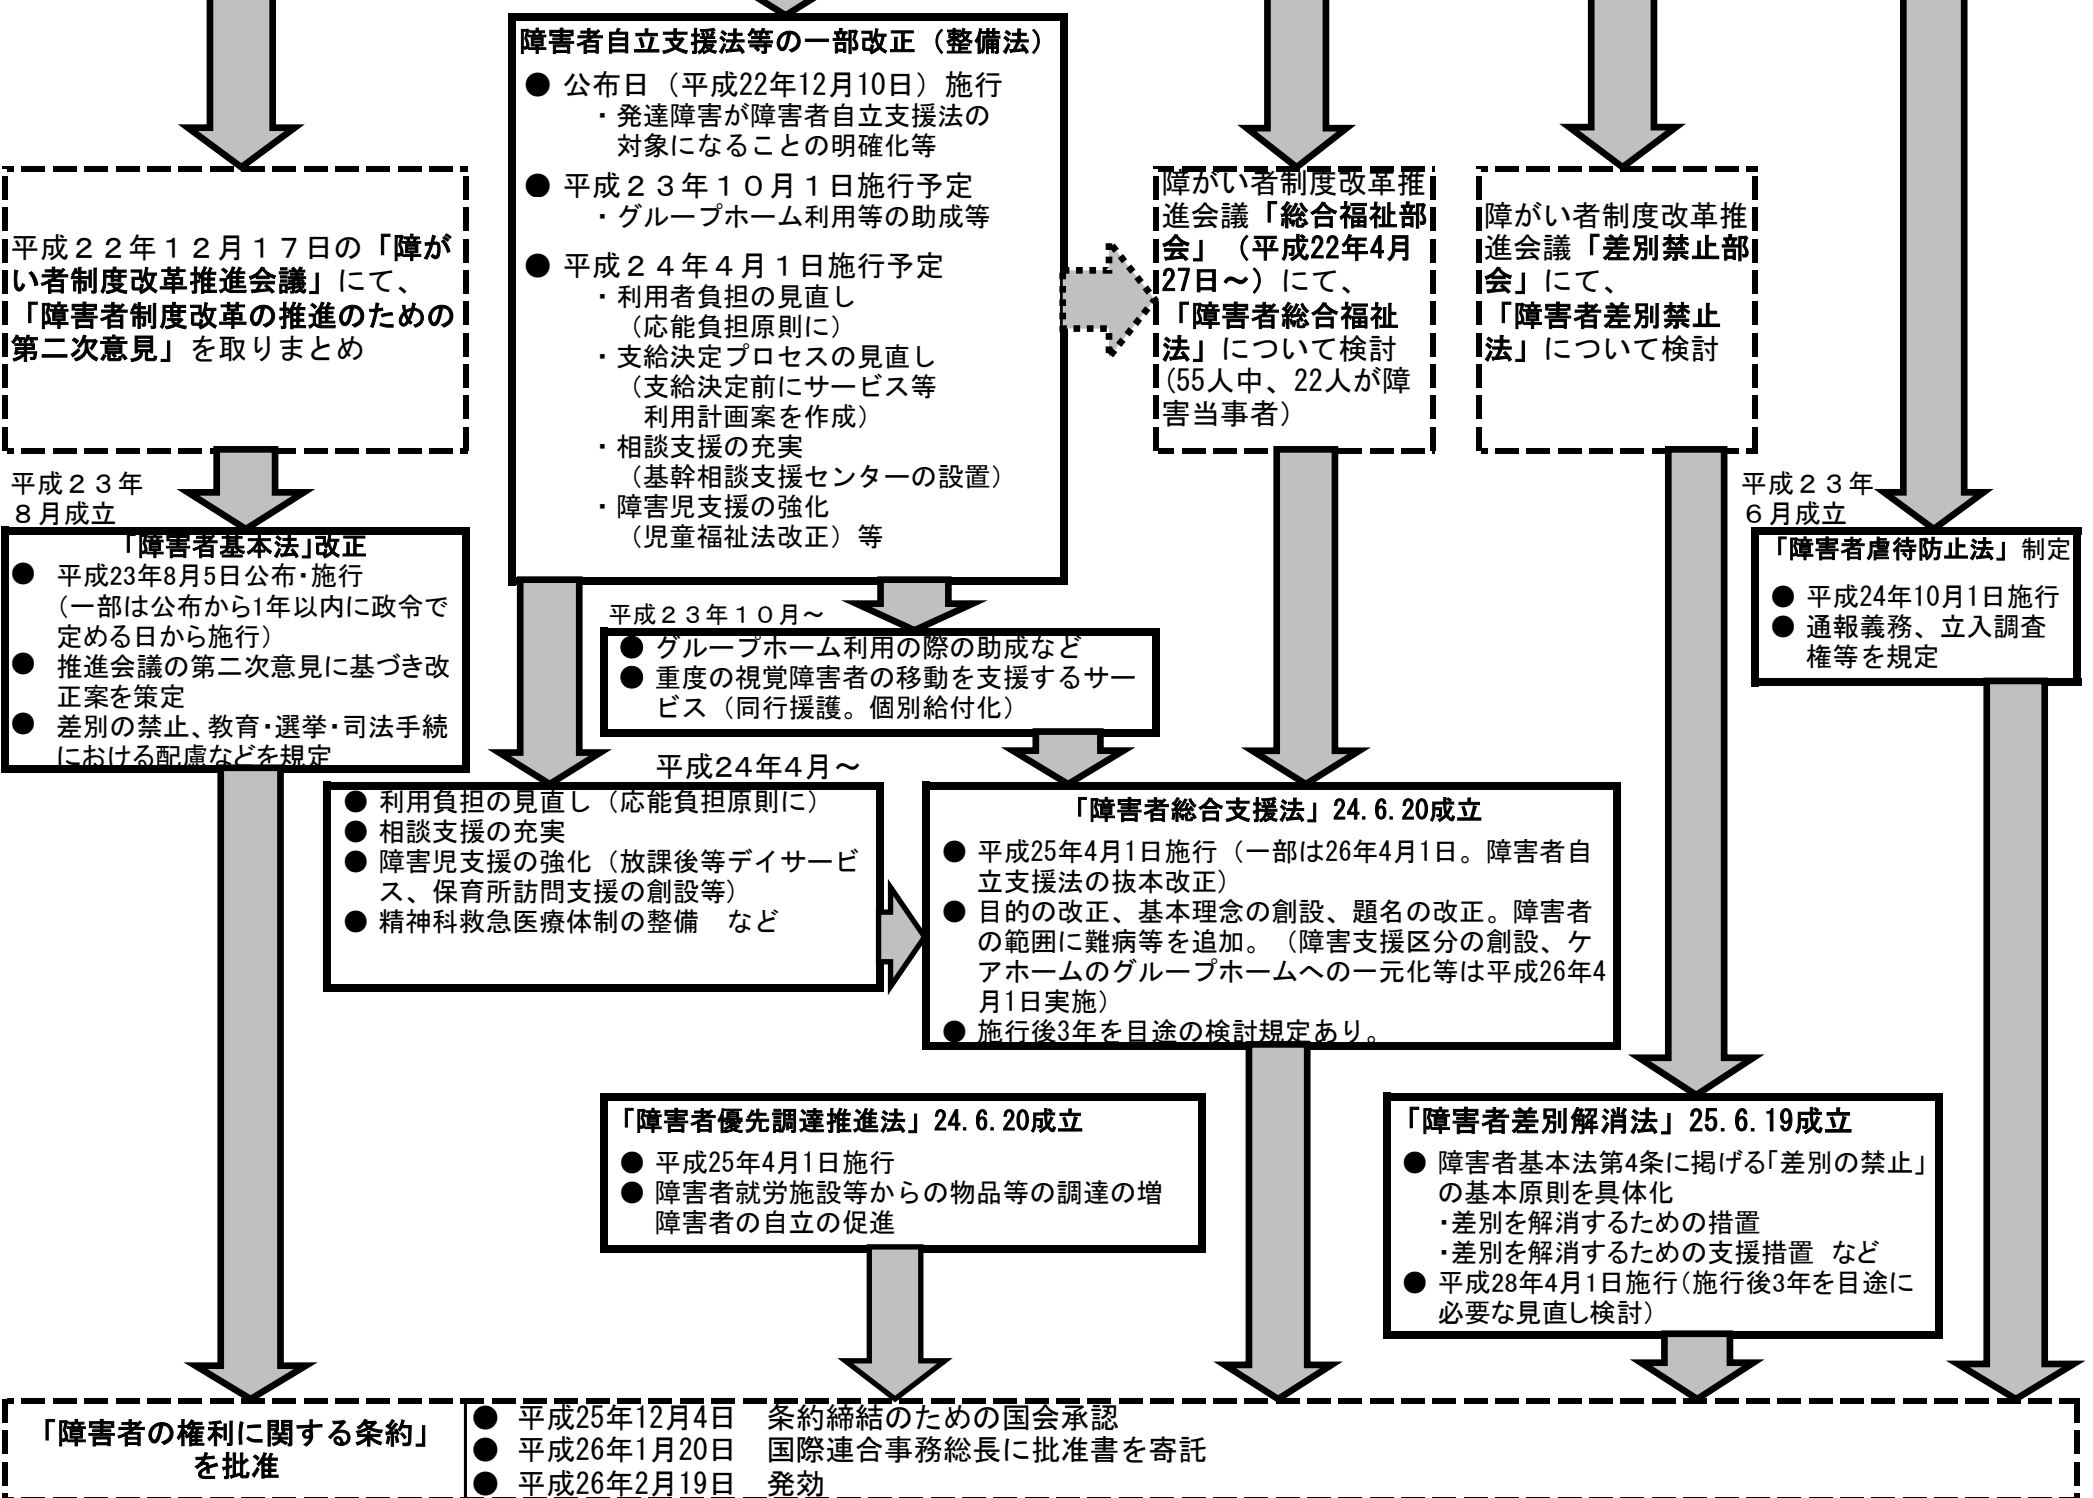 障害者自立支援法等の一部改正（整備法）
● 公布日（平成22年12月10日）施行
・発達障害が障害者自立支援法の
対象になることの明確化等
● 平成２３年１０月１日施行予定
・グループホーム利用等の助成等
● 平成２４年４月１日施行予定
・利用者負担の見直し
（応能負担原則に）
・支給決定プロセスの見直し
（支給決定前にサービス等
利用計画案を作成）
・相談支援の充実
（基幹相談支援センターの設置）
・障害児支援の強化
（児童福祉法改正）等
平成２２年１２月１７日の「障が
い者制度改革推進会議」にて、
「障害者制度改革の推進のための
第二次意見」を取りまとめ
障がい者制度改革推
進会議「総合福祉部
会」（平成22年4月
27日～）にて、
「障害者総合福祉
法」について検討
(55人中、22人が障
害当事者）
障がい者制度改革推
進会議「差別禁止部
会」にて、
「障害者差別禁止
法」について検討
平成２３年
８月成立
「障害者基本法」改正
● 平成23年8月5日公布・施行
（一部は公布から1年以内に政令で
定める日から施行）
● 推進会議の第二次意見に基づき改
正案を策定
● 差別の禁止、教育・選挙・司法手続
における配慮などを規定
平成２３年１０月～
● グループホーム利用の際の助成など
● 重度の視覚障害者の移動を支援するサー
ビス（同行援護。個別給付化）
平成２３年
６月成立
「障害者虐待防止法」制定
● 平成24年10月1日施行
● 通報義務、立入調査
権等を規定
平成24年4月～
● 利用負担の見直し（応能負担原則に）
● 相談支援の充実
● 障害児支援の強化（放課後等デイサービ
ス、保育所訪問支援の創設等）
● 精神科救急医療体制の整備　など
「障害者総合支援法」24.6.20成立
● 平成25年4月1日施行（一部は26年4月1日。障害者自
立支援法の抜本改正）
● 目的の改正、基本理念の創設、題名の改正。障害者
の範囲に難病等を追加。（障害支援区分の創設、ケ
アホームのグループホームへの一元化等は平成26年4
月1日実施）
● 施行後3年を目途の検討規定あり。
「障害者優先調達推進法」24.6.20成立
● 平成25年4月1日施行
● 障害者就労施設等からの物品等の調達の増
障害者の自立の促進
「障害者差別解消法」25.6.19成立
● 障害者基本法第4条に掲げる「差別の禁止」
の基本原則を具体化
・差別を解消するための措置
・差別を解消するための支援措置　など
● 平成28年4月1日施行（施行後3年を目途に
必要な見直し検討）
「障害者の権利に関する条約」
を批准
● 平成25年12月4日　条約締結のための国会承認
● 平成26年1月20日　国際連合事務総長に批准書を寄託
● 平成26年2月19日　発効